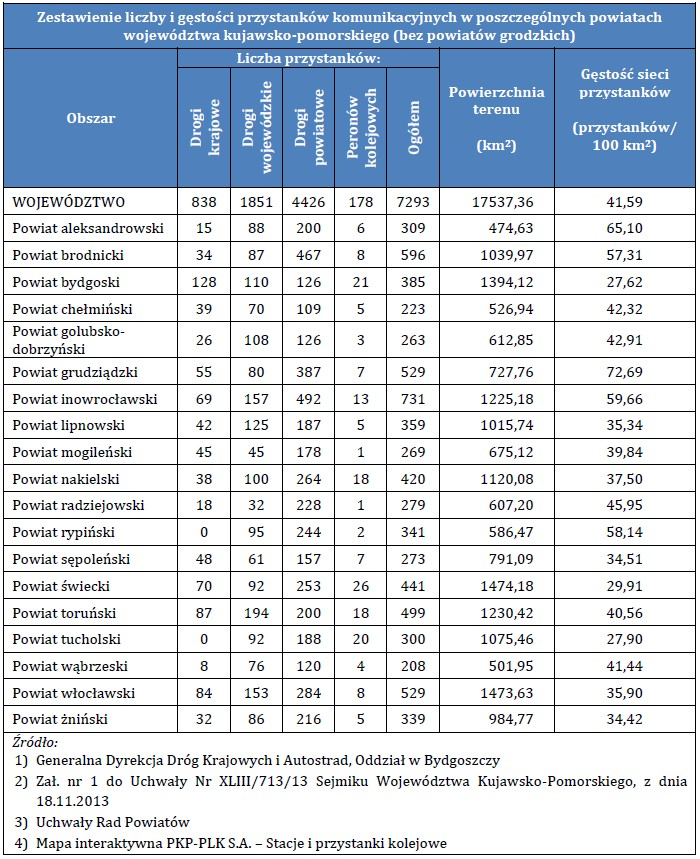 Zestawienie liczby i gęstości przystanków komunikacyjnych w poszczególnych powiatach
województwa kujawsko-pomorskiego (bez powiatów grodzkich)
Obszar
Liczba przystanków:
Drogi
krajowe
Drogi
wojewódzkie
Drogi
powiatowe
Peronów
kolejowych
Ogółem
Powierzchnia
terenu
(km²)
Gęstość sieci
przystanków
(przystanków/
100 km²)
WOJEWÓDZTWO 838 1851 4426 178 7293 17537,36 41,59
Powiat aleksandrowski 15 88 200 6 309 474,63 65,10
Powiat brodnicki 34 87 467 8 596 1039,97 57,31
Powiat bydgoski 128 110 126 21 385 1394,12 27,62
Powiat chełmiński 39 70 109 5 223 526,94 42,32
Powiat golubsko-
dobrzyński 26 108 126 3 263 612,85 42,91
Powiat grudziądzki 55 80 387 7 529 727,76 72,69
Powiat inowrocławski 69 157 492 13 731 1225,18 59,66
Powiat lipnowski 42 125 187 5 359 1015,74 35,34
Powiat mogileński 45 45 178 1 269 675,12 39,84
Powiat nakielski 38 100 264 18 420 1120,08 37,50
Powiat radziejowski 18 32 228 1 279 607,20 45,95
Powiat rypiński 0 95 244 2 341 586,47 58,14
Powiat sępoleński 48 61 157 7 273 791,09 34,51
Powiat świecki 70 92 253 26 441 1474,18 29,91
Powiat toruński 87 194 200 18 499 1230,42 40,56
Powiat tucholski 0 92 188 20 300 1075,46 27,90
Powiat wąbrzeski 8 76 120 4 208 501,95 41,44
Powiat włocławski 84 153 284 8 529 1473,63 35,90
Powiat żniński 32 86 216 5 339 984,77 34,42
Źródło:
1) Generalna Dyrekcja Dróg Krajowych i Autostrad, Oddział w Bydgoszczy
2) Zał. nr 1 do Uchwały Nr XLIII/713/13 Sejmiku Województwa Kujawsko-Pomorskiego, z dnia
18.11.2013
3) Uchwały Rad Powiatów
4) Mapa interaktywna PKP-PLK S.A. – Stacje i przystanki kolejowe